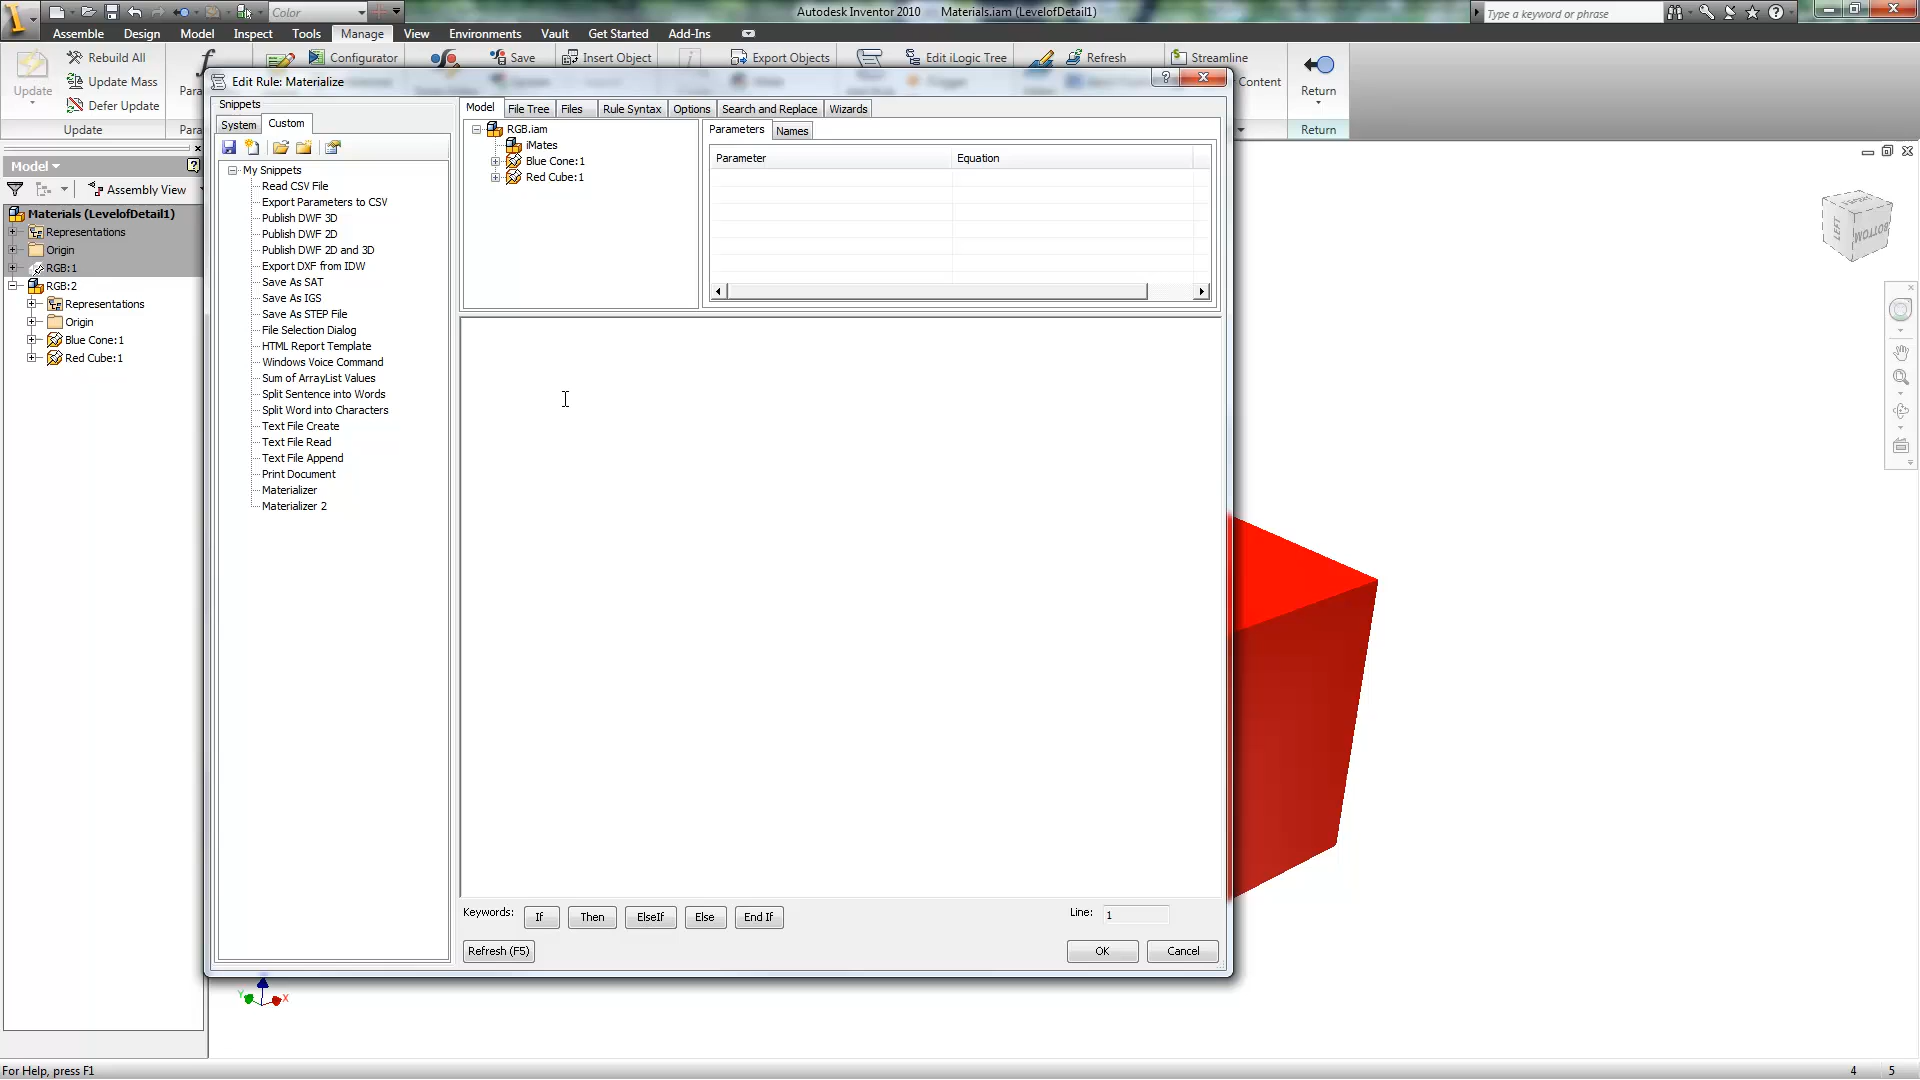 Color
Autodesk Inventor 2010 Materials.iam (LevelofDetail1)
Type a keyword or phrase
Assemble Design Model Inspect Tools Manage View Environments Vault Get Started Add-Ins
Update
Rebuild All
Update Mass
Defer Update
Update
Para
Configurator
Save
Insert Object
Export Objects
Edit iLogic Tree
Refresh
Streamline
Content
Return
Return
Edit Rule: Materialize
Snippets
System Custom
My Snippets
Read CSV File
Export Parameters to CSV
Publish DWF 3D
Publish DWF 2D
Publish DWF 2D and 3D
Export DXF from IDW
Save As SAT
Save As IGS
Save As STEP File
File Selection Dialog
HTML Report Template
Windows Voice Command
Sum of ArrayList Values
Split Sentence into Words
Split Word into Characters
Text File Create
Text File Read
Text File Append
Print Document
Materializer
Materializer 2
Model File Tree Files Rule Syntax Options Search and Replace Wizards
RGB.iam
iMates
Blue Cone:1
Red Cube:1
Parameters Names
Parameter Equation
Keywords: If Then ElseIf Else End If
Line: 1
Refresh (F5)
OK Cancel
Model
Assembly View
Materials (LevelofDetail1)
Representations
Origin
RGB:1
RGB:2
Representations
Origin
Blue Cone:1
Red Cube:1
LEFT
BOTTOM
Y X
For Help, press F1
4 5